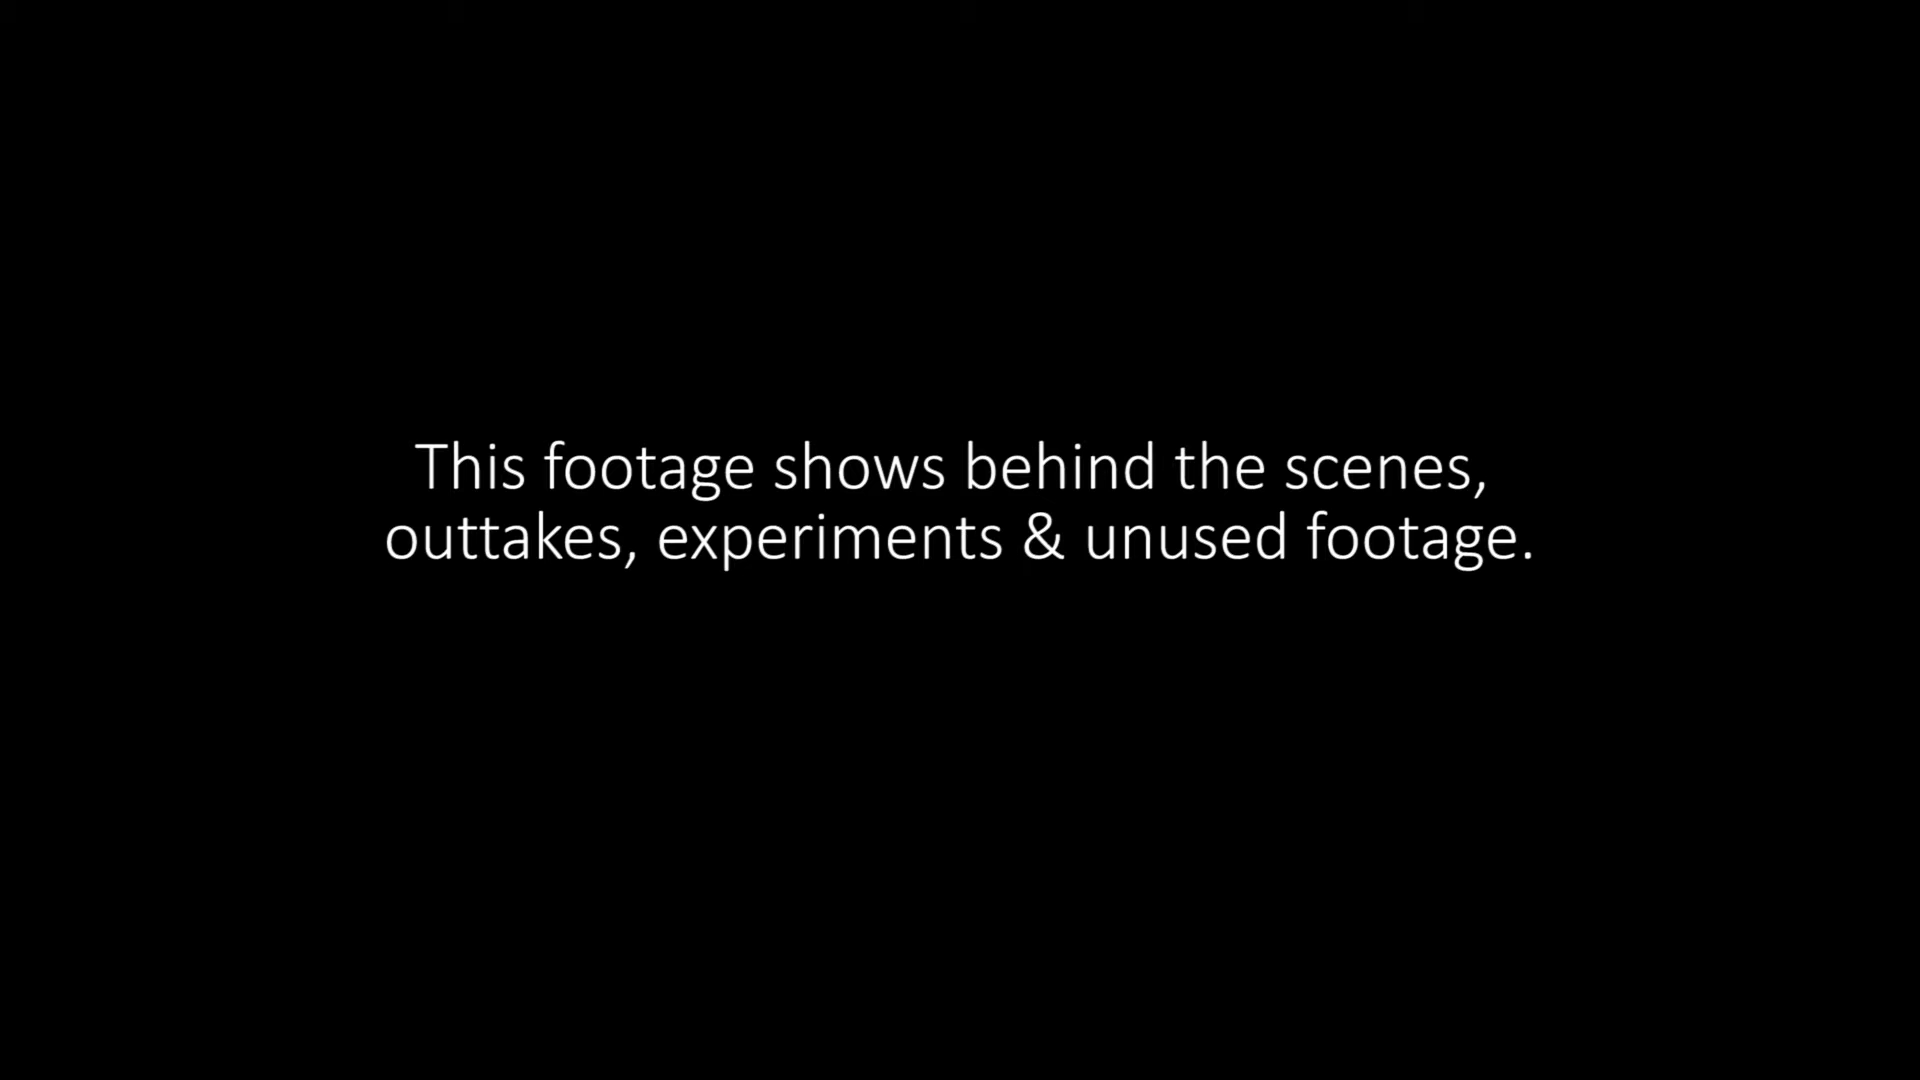 This footage shows behind the scenes,
outtakes, experiments & unused footage.